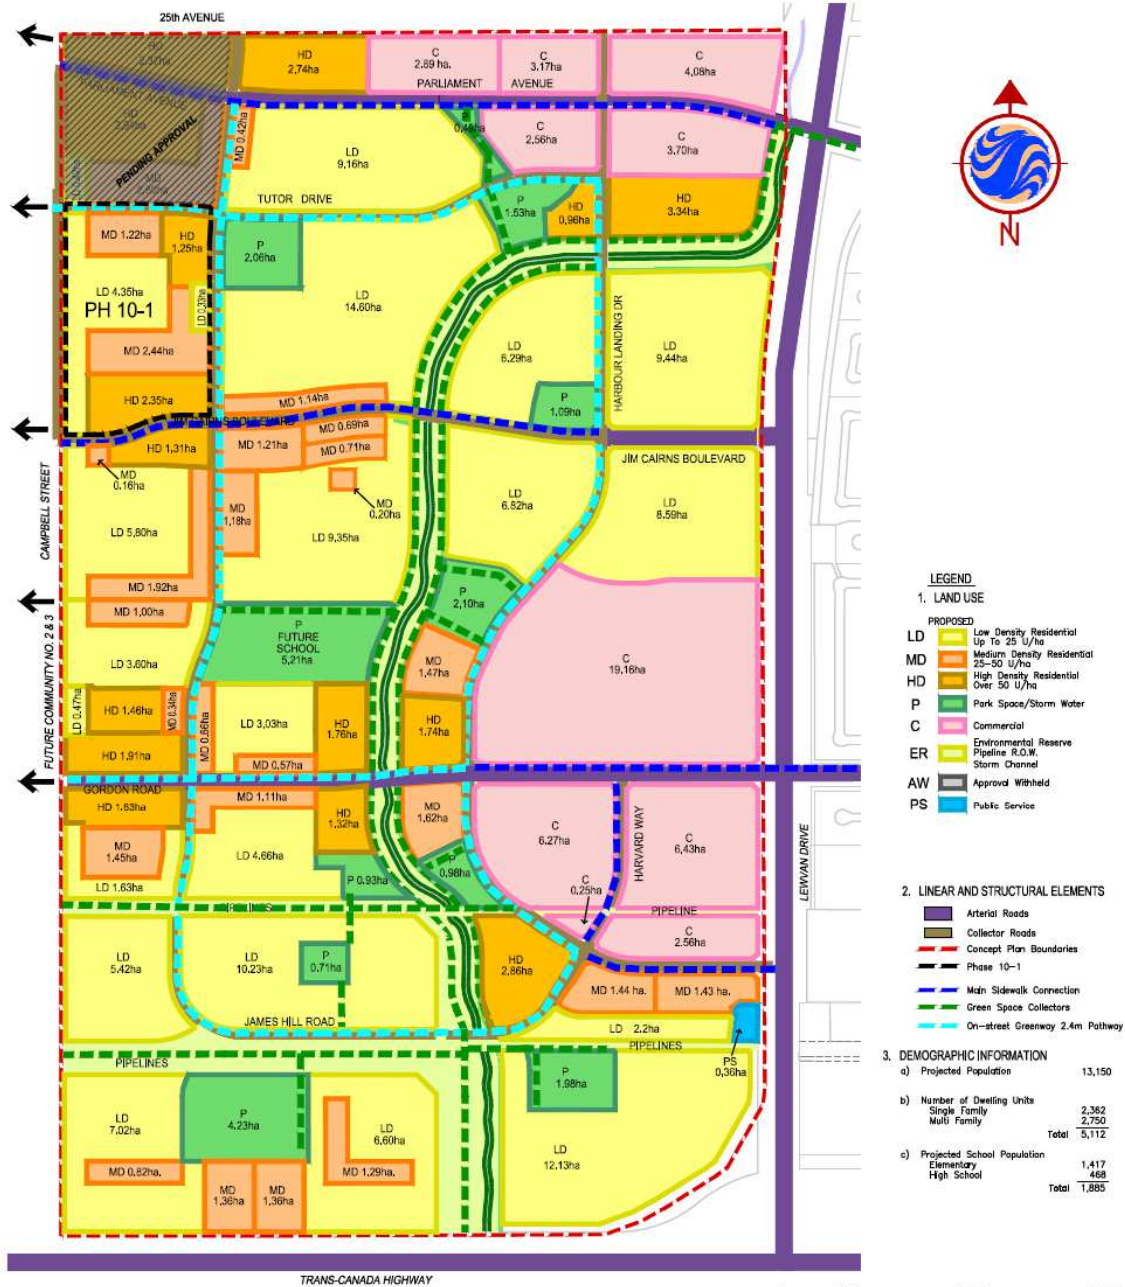 25th AVENUE
HD
2.74ha
C
2.89 ha.
C
3.17ha
C
4.08ha
PARLIAMENT AVENUE
PENDING APPROVAL
MD 0.42ha
LD
9.16ha
P
C
2.56ha
C
3.70ha
TUTOR DRIVE
P
1.53ha
HD
0.96ha
HD
3.34ha
MD 1.22ha
HD
1.25ha
P
2.06ha
LD 4.35ha
PH 10-1
LD 0.33ha
LD
14.60ha
LD
6.29ha
HARBOUR LANDING DR
LD
9.44ha
MD 2.44ha
HD 2.35ha
MD 1.14ha
P
1.09ha
JIM CAIRNS BOULEVARD
MD 0.69ha
HD 1.31ha
MD 1.21ha
MD 0.71ha
JIM CAIRNS BOULEVARD
MD
0.16ha
MD
1.18ha
MD
0.20ha
LD
6.82ha
LD
8.59ha
CAMPBELL STREET
LD 5.80ha
LD 9.35ha
MD 1.92ha
MD 1.00ha
P
2.10ha
P
FUTURE
SCHOOL
5.21ha
LD 3.60ha
MD
1.47ha
C
19.16ha
FUTURE COMMUNITY NO. 2 & 3
LD 0.47ha
HD 1.46ha
MD 0.34ha
MD 0.66ha
LD 3.03ha
HD
1.76ha
HD
1.74ha
HD 1.91ha
MD 0.57ha
GORDON ROAD
HD 1.63ha
MD 1.11ha
HD
1.32ha
MD
1.62ha
C
6.27ha
HARVARD WAY
C
6.43ha
LEWVAN DRIVE
MD
1.45ha
LD 4.66ha
LD 1.63ha
P 0.93ha
P
0.98ha
C
0.25ha
PIPELINES
PIPELINE
C
2.56ha
LD
5.42ha
LD
10.23ha
P
0.71ha
HD
2.86ha
MD 1.44 ha.
MD 1.43 ha.
JAMES HILL ROAD
LD 2.2ha
PIPELINES
PIPELINES
PS
0.36ha
LD
7.02ha
P
4.23ha
LD
6.60ha
P
1.98ha
LD
12.13ha
MD 0.82ha.
MD
1.36ha
MD
1.36ha
MD 1.29ha.
TRANS-CANADA HIGHWAY
N
LEGEND
1. LAND USE
PROPOSED
LD Low Density Residential
Up To 25 U/ha
MD Medium Density Residential
25-50 U/ha
HD High Density Residential
Over 50 U/ha
P Park Space/Storm Water
C Commercial
ER Environmental Reserve
Pipeline R.O.W.
Storm Channel
AW Approval Withheld
PS Public Service
2. LINEAR AND STRUCTURAL ELEMENTS
Arterial Roads
Collector Roads
Concept Plan Boundaries
Phase 10-1
Main Sidewalk Connection
Green Space Collectors
On-street Greenway 2.4m Pathway
3. DEMOGRAPHIC INFORMATION
a) Projected Population 13,150
b) Number of Dwelling Units
Single Family 2,362
Multi Family 2,750
Total 5,112
c) Projected School Population
Elementary 1,417
High School 468
Total 1,885